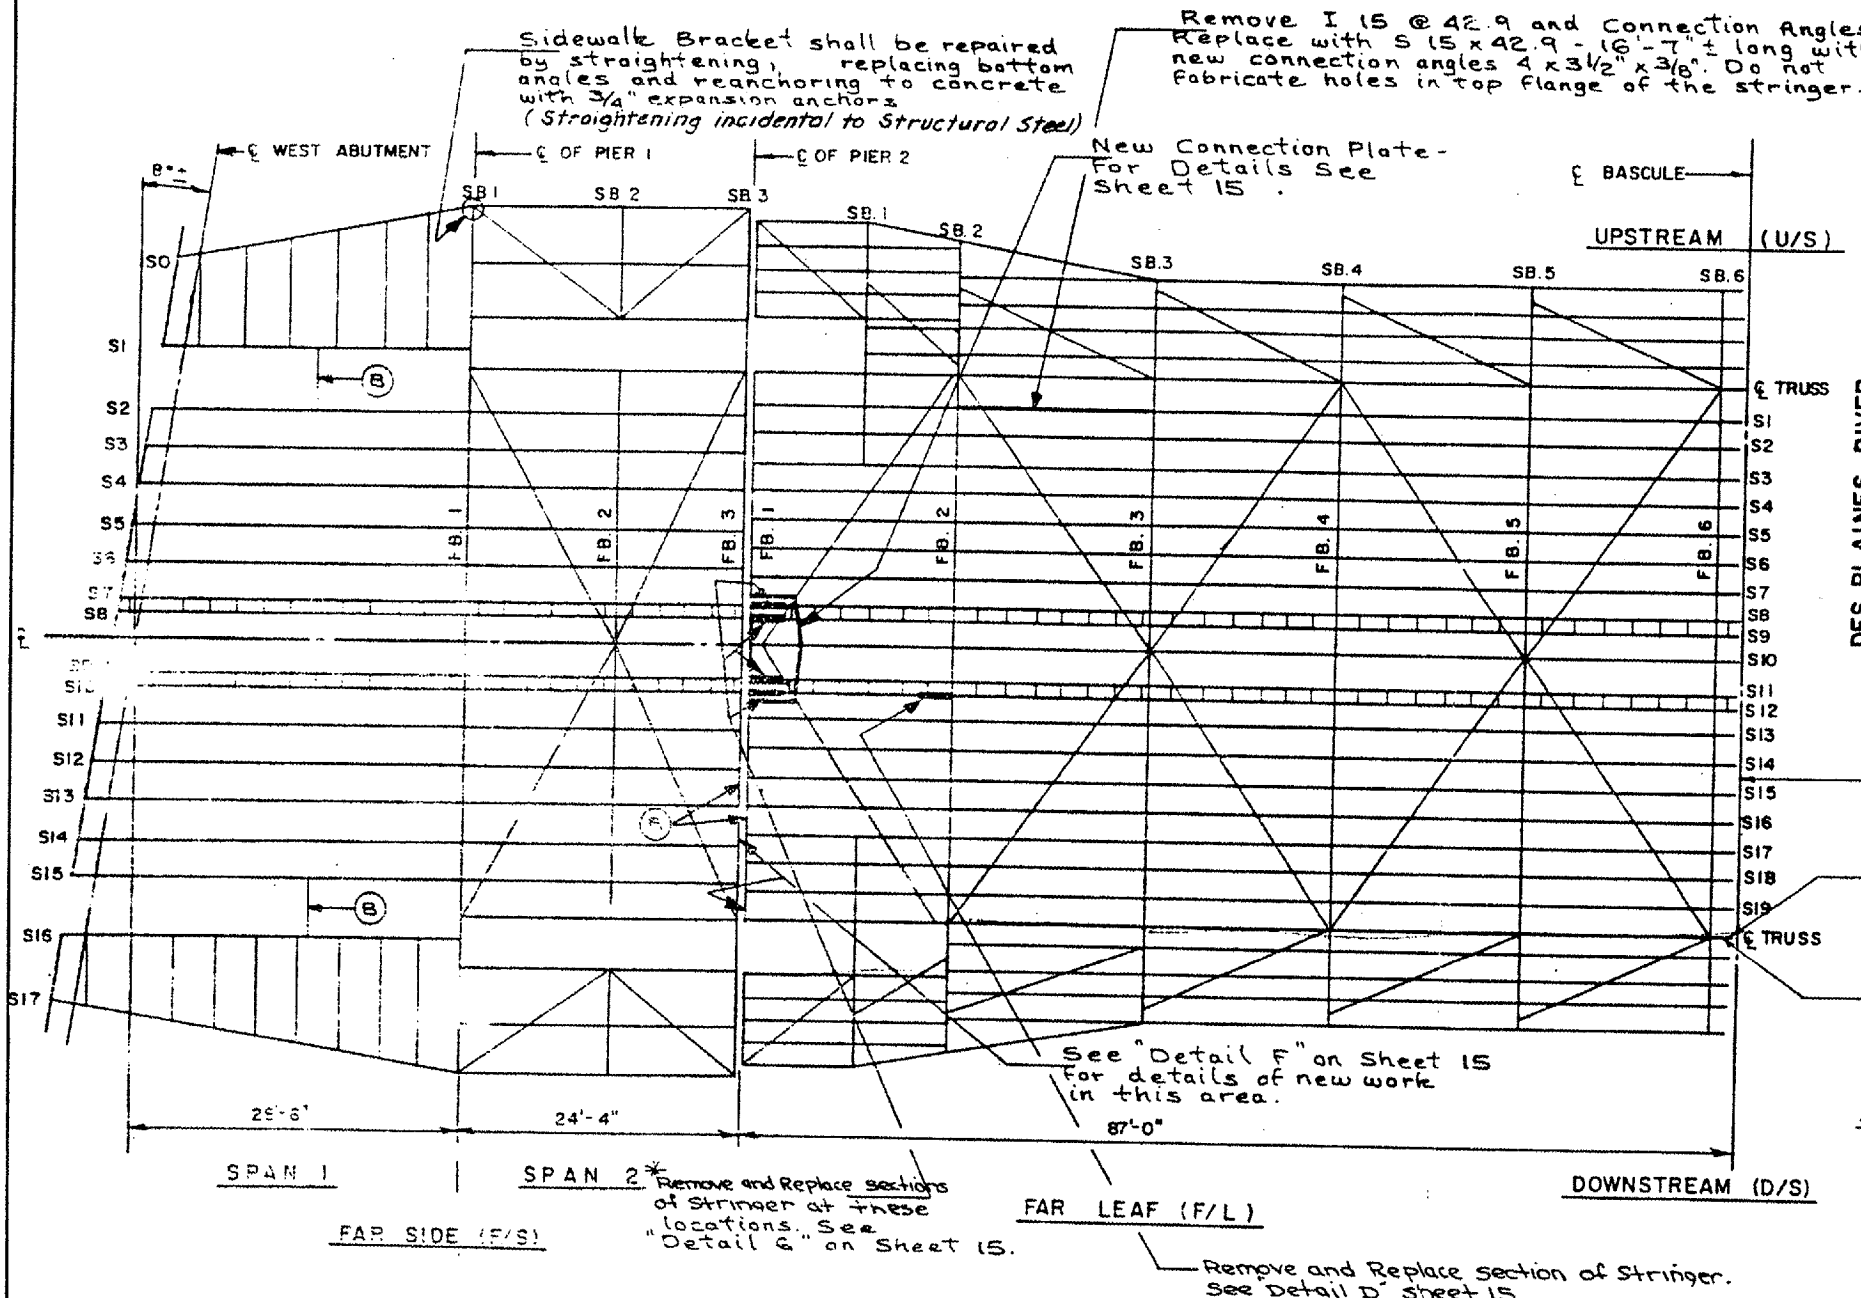 Sidewalk Bracket shall be repaired
by straightening, replacing bottom
angles and reanchoring to concrete
with 3/4" expansion anchors
(Straightening incidental to Structural Steel)
Remove I 15 @ 42.9 and Connection Angles
Replace with S 15 x 42.9 - 16'-7" ± long with
new connection angles 4 x 3 1/2" x 3/8". Do not
Fabricate holes in top flange of the stringer.
New Connection Plate-
For Details See
Sheet 15 .
℄ WEST ABUTMENT
℄ OF PIER 1
℄ OF PIER 2
℄ BASCULE
8"±
UPSTREAM (U/S)
SB 1
SB 2
SB 3
SB. 1
SB. 2
SB.3
SB.4
SB.5
SB.6
S0
S1
B
S2
S3
S4
S5
S6
S7
S8
S11
S12
S13
S14
S15
B
S16
S17
F.B. 1
F.B. 2
F.B. 3
F.B. 1
F.B. 2
F.B. 3
F.B. 4
F.B. 5
F.B. 6
℄ TRUSS
S1
S2
S3
S4
S5
S6
S7
S8
S9
S10
S11
S12
S13
S14
S15
S16
S17
S18
S19
℄ TRUSS
DES PLAINES RIVER
See "Detail F" on Sheet 15
for details of new work
in this area.
24'-4"
87'-0"
SPAN 1
SPAN 2
*Remove and Replace sections
of Stringer at these
locations. See
on Sheet 15.
FAR SIDE (F/S)
FAR LEAF (F/L)
DOWNSTREAM (D/S)
Remove and Replace section of Stringer.
See "Detail D" Sheet 15